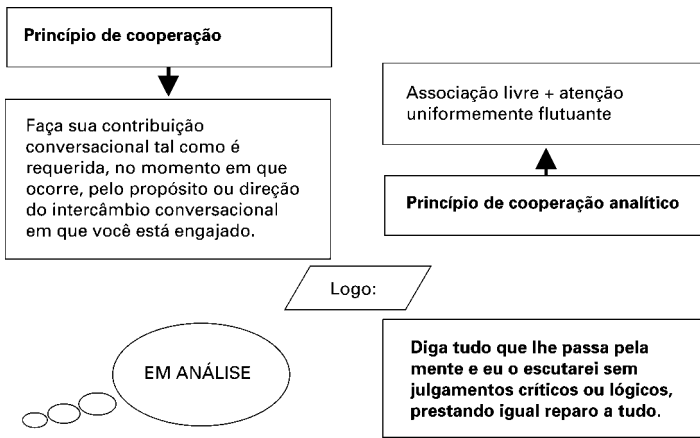 Princípio de cooperação
Faça sua contribuição
conversacional tal como é
requerida, no momento em que
ocorre, pelo propósito ou direção
do intercâmbio conversacional
em que você está engajado.
Associação livre + atenção
uniformemente flutuante
Princípio de cooperação analítico
Logo:
EM ANÁLISE
Diga tudo que lhe passa pela
mente e eu o escutarei sem
julgamentos críticos ou lógicos,
prestando igual reparo a tudo.